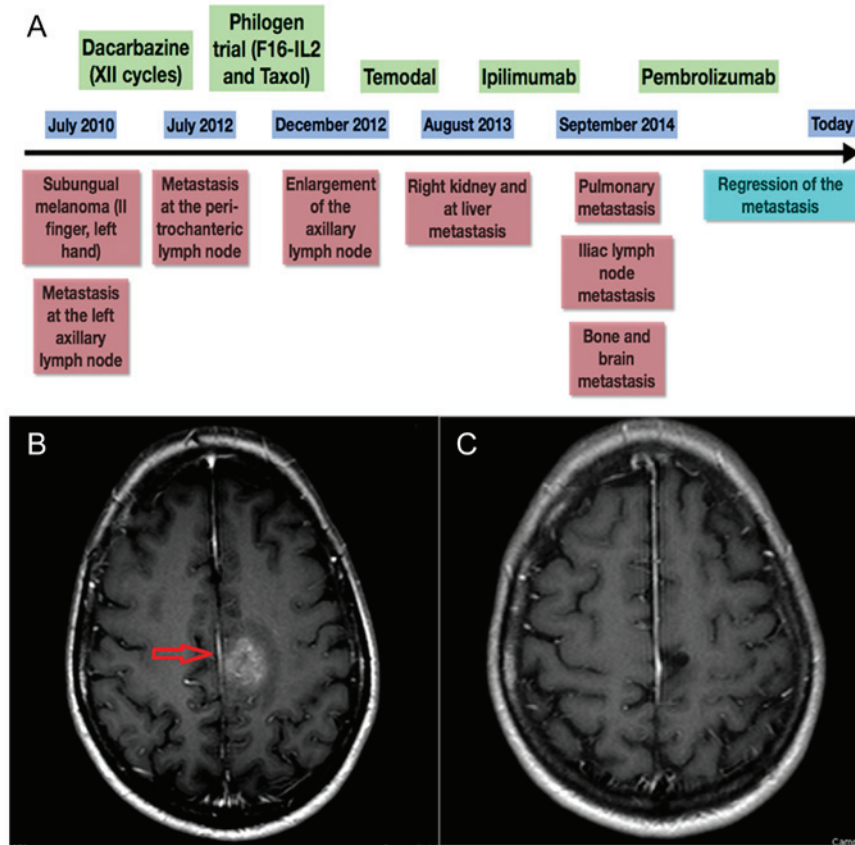 A
Dacarbazine
(XII cycles)
Philogen
trial (F16-IL2
and Taxol)
Temodal
Ipilimumab
Pembrolizumab
July 2010
July 2012
December 2012
August 2013
September 2014
Today
Subungual
melanoma (II
finger, left
hand)
Metastasis
at the left
axillary
lymph node
Metastasis
at the peri-
trochanteric
lymph node
Enlargement
of the
axillary
lymph node
Right kidney and
at liver
metastasis
Pulmonary
metastasis
Iliac lymph
node
metastasis
Bone and
brain
metastasis
Regression of the
metastasis
B
C